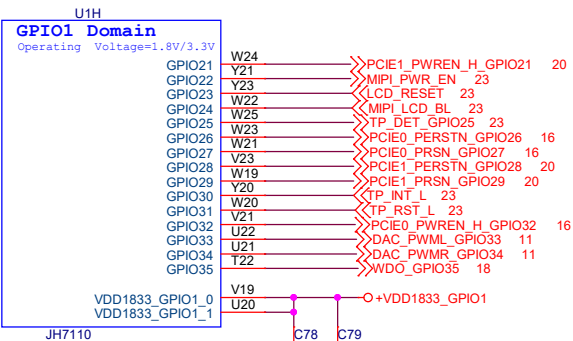 U1H
GPIO1 Domain
Operating Voltage=1.8V/3.3V
GPIO21 W24 PCIE1_PWREN_H_GPIO21 20
GPIO22 Y21 MIPI_PWR_EN 23
GPIO23 Y23 LCD_RESET 23
GPIO24 W22 MIPI_LCD_BL 23
GPIO25 W25 TP_DET_GPIO25 23
GPIO26 W23 PCIE0_PERSTN_GPIO26 16
GPIO27 W21 PCIE0_PRSN_GPIO27 16
GPIO28 V23 PCIE1_PERSTN_GPIO28 20
GPIO29 W19 PCIE1_PRSN_GPIO29 20
GPIO30 Y20 TP_INT_L 23
GPIO31 W20 TP_RST_L 23
GPIO32 V21 PCIE0_PWREN_H_GPIO32 16
GPIO33 U22 DAC_PWML_GPIO33 11
GPIO34 U21 DAC_PWMR_GPIO34 11
GPIO35 T22 WDO_GPIO35 18
VDD1833_GPIO1_0 V19 +VDD1833_GPIO1
VDD1833_GPIO1_1 U20
JH7110 C78 C79